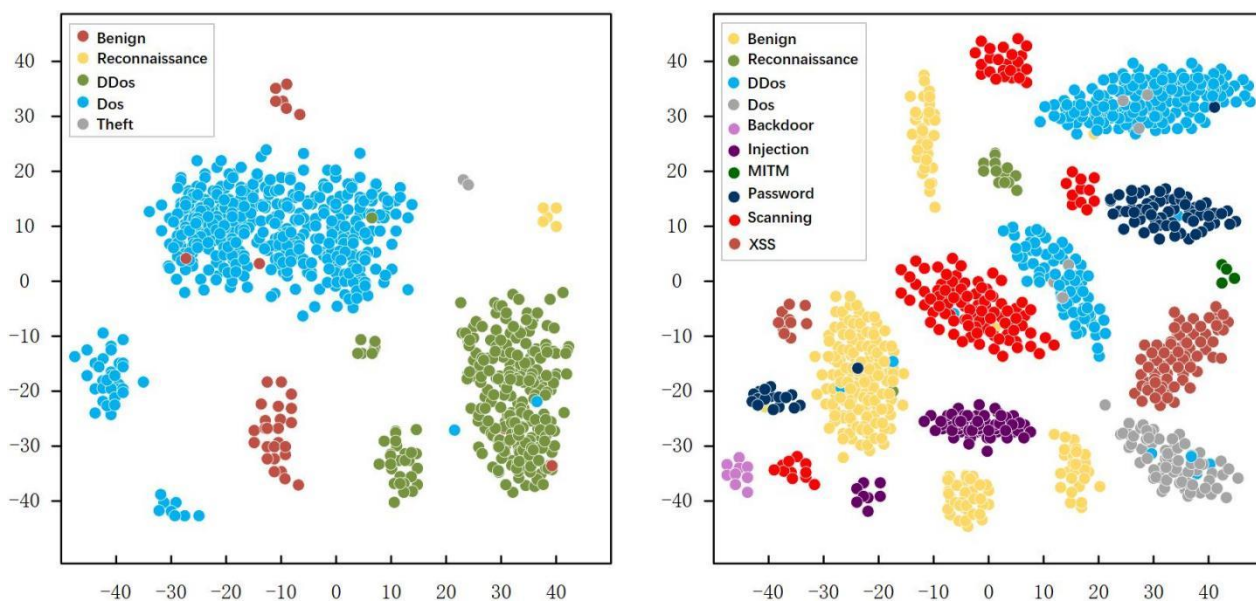 Benign
Reconnaissance
DDos
Dos
Theft
40
30
20
10
0
-10
-20
-30
-40
-40 -30 -20 -10 0 10 20 30 40
Benign
Reconnaissance
DDos
Dos
Backdoor
Injection
MITM
Password
Scanning
XSS
40
30
20
10
0
-10
-20
-30
-40
-40 -30 -20 -10 0 10 20 30 40